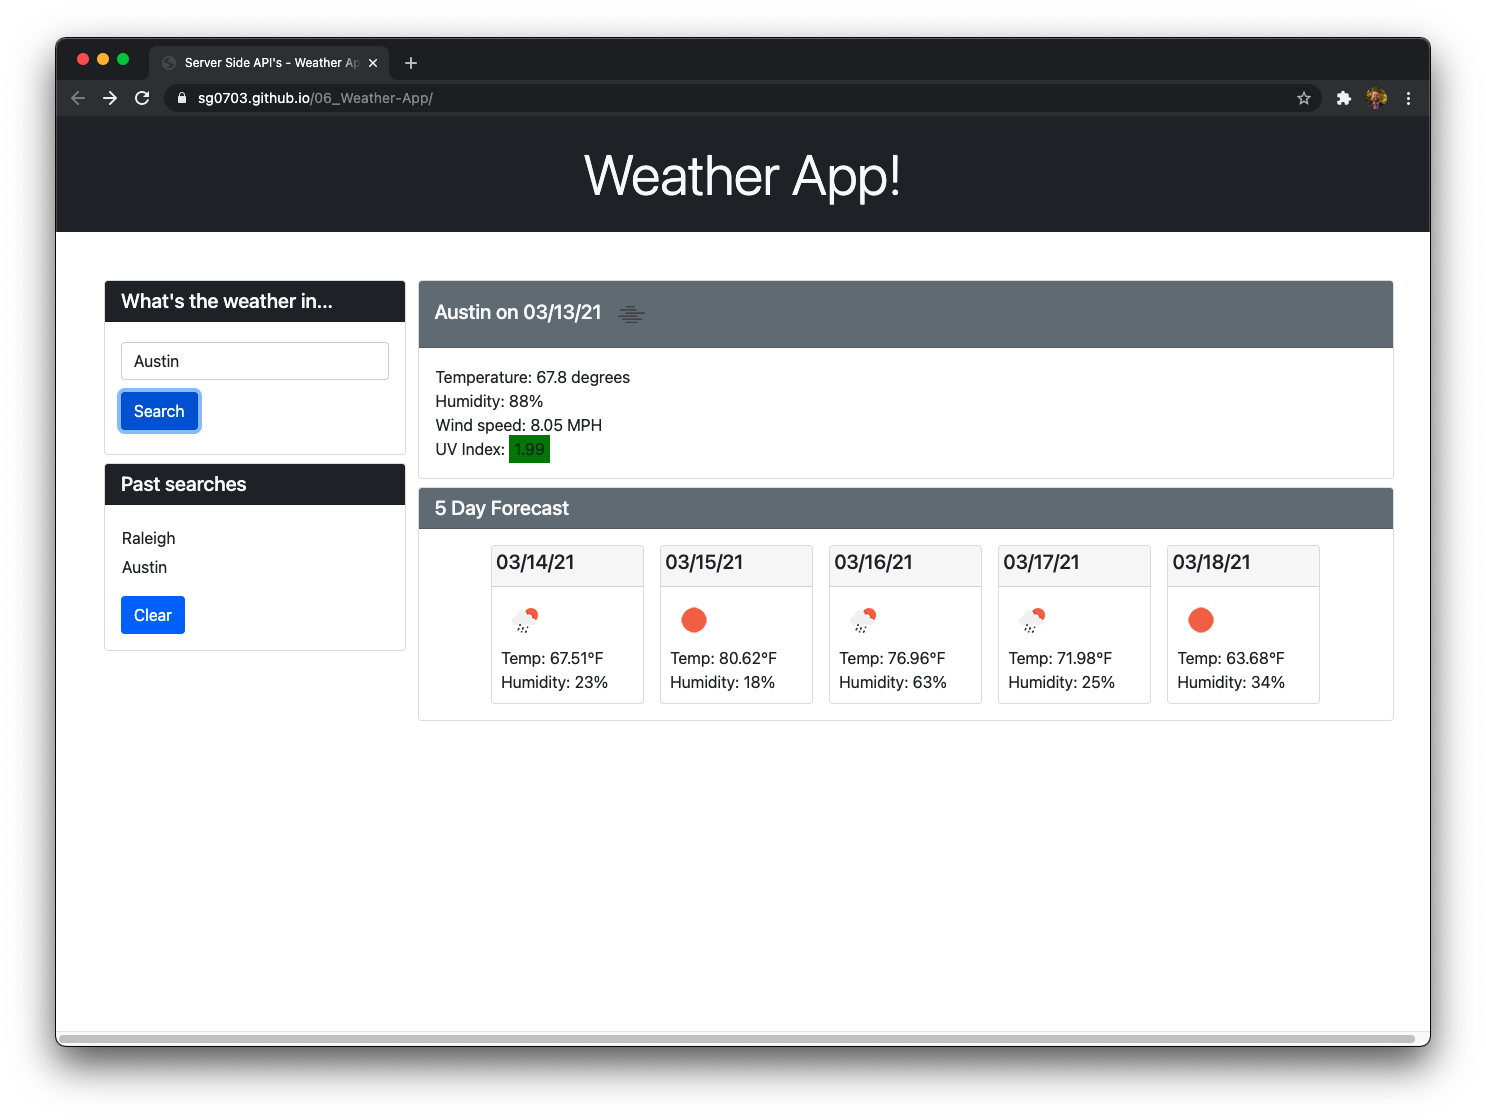 Server Side API's - Weather Ap
sg0703.github.io/06_Weather-App/
Weather App!
What's the weather in...
Austin
Search
Past searches
Raleigh
Austin
Clear
Austin on 03/13/21
Temperature: 67.8 degrees
Humidity: 88%
Wind speed: 8.05 MPH
UV Index: 1.99
5 Day Forecast
03/14/21
Temp: 67.51°F
Humidity: 23%
03/15/21
Temp: 80.62°F
Humidity: 18%
03/16/21
Temp: 76.96°F
Humidity: 63%
03/17/21
Temp: 71.98°F
Humidity: 25%
03/18/21
Temp: 63.68°F
Humidity: 34%